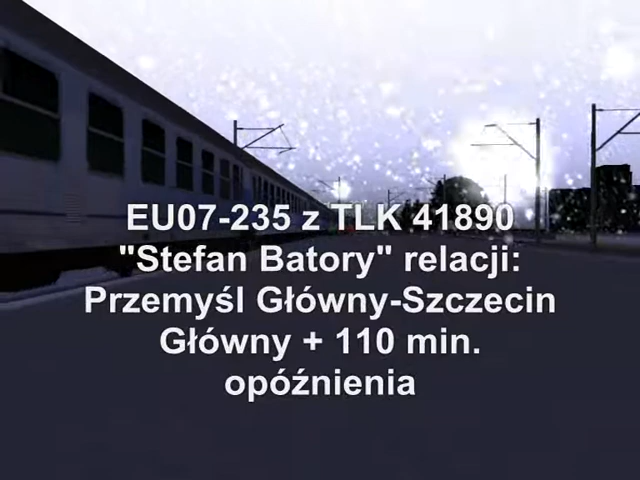 EU07-235 z TLK 41890
"Stefan Batory" relacji:
Przemyśl Główny-Szczecin
Główny + 110 min.
opóźnienia